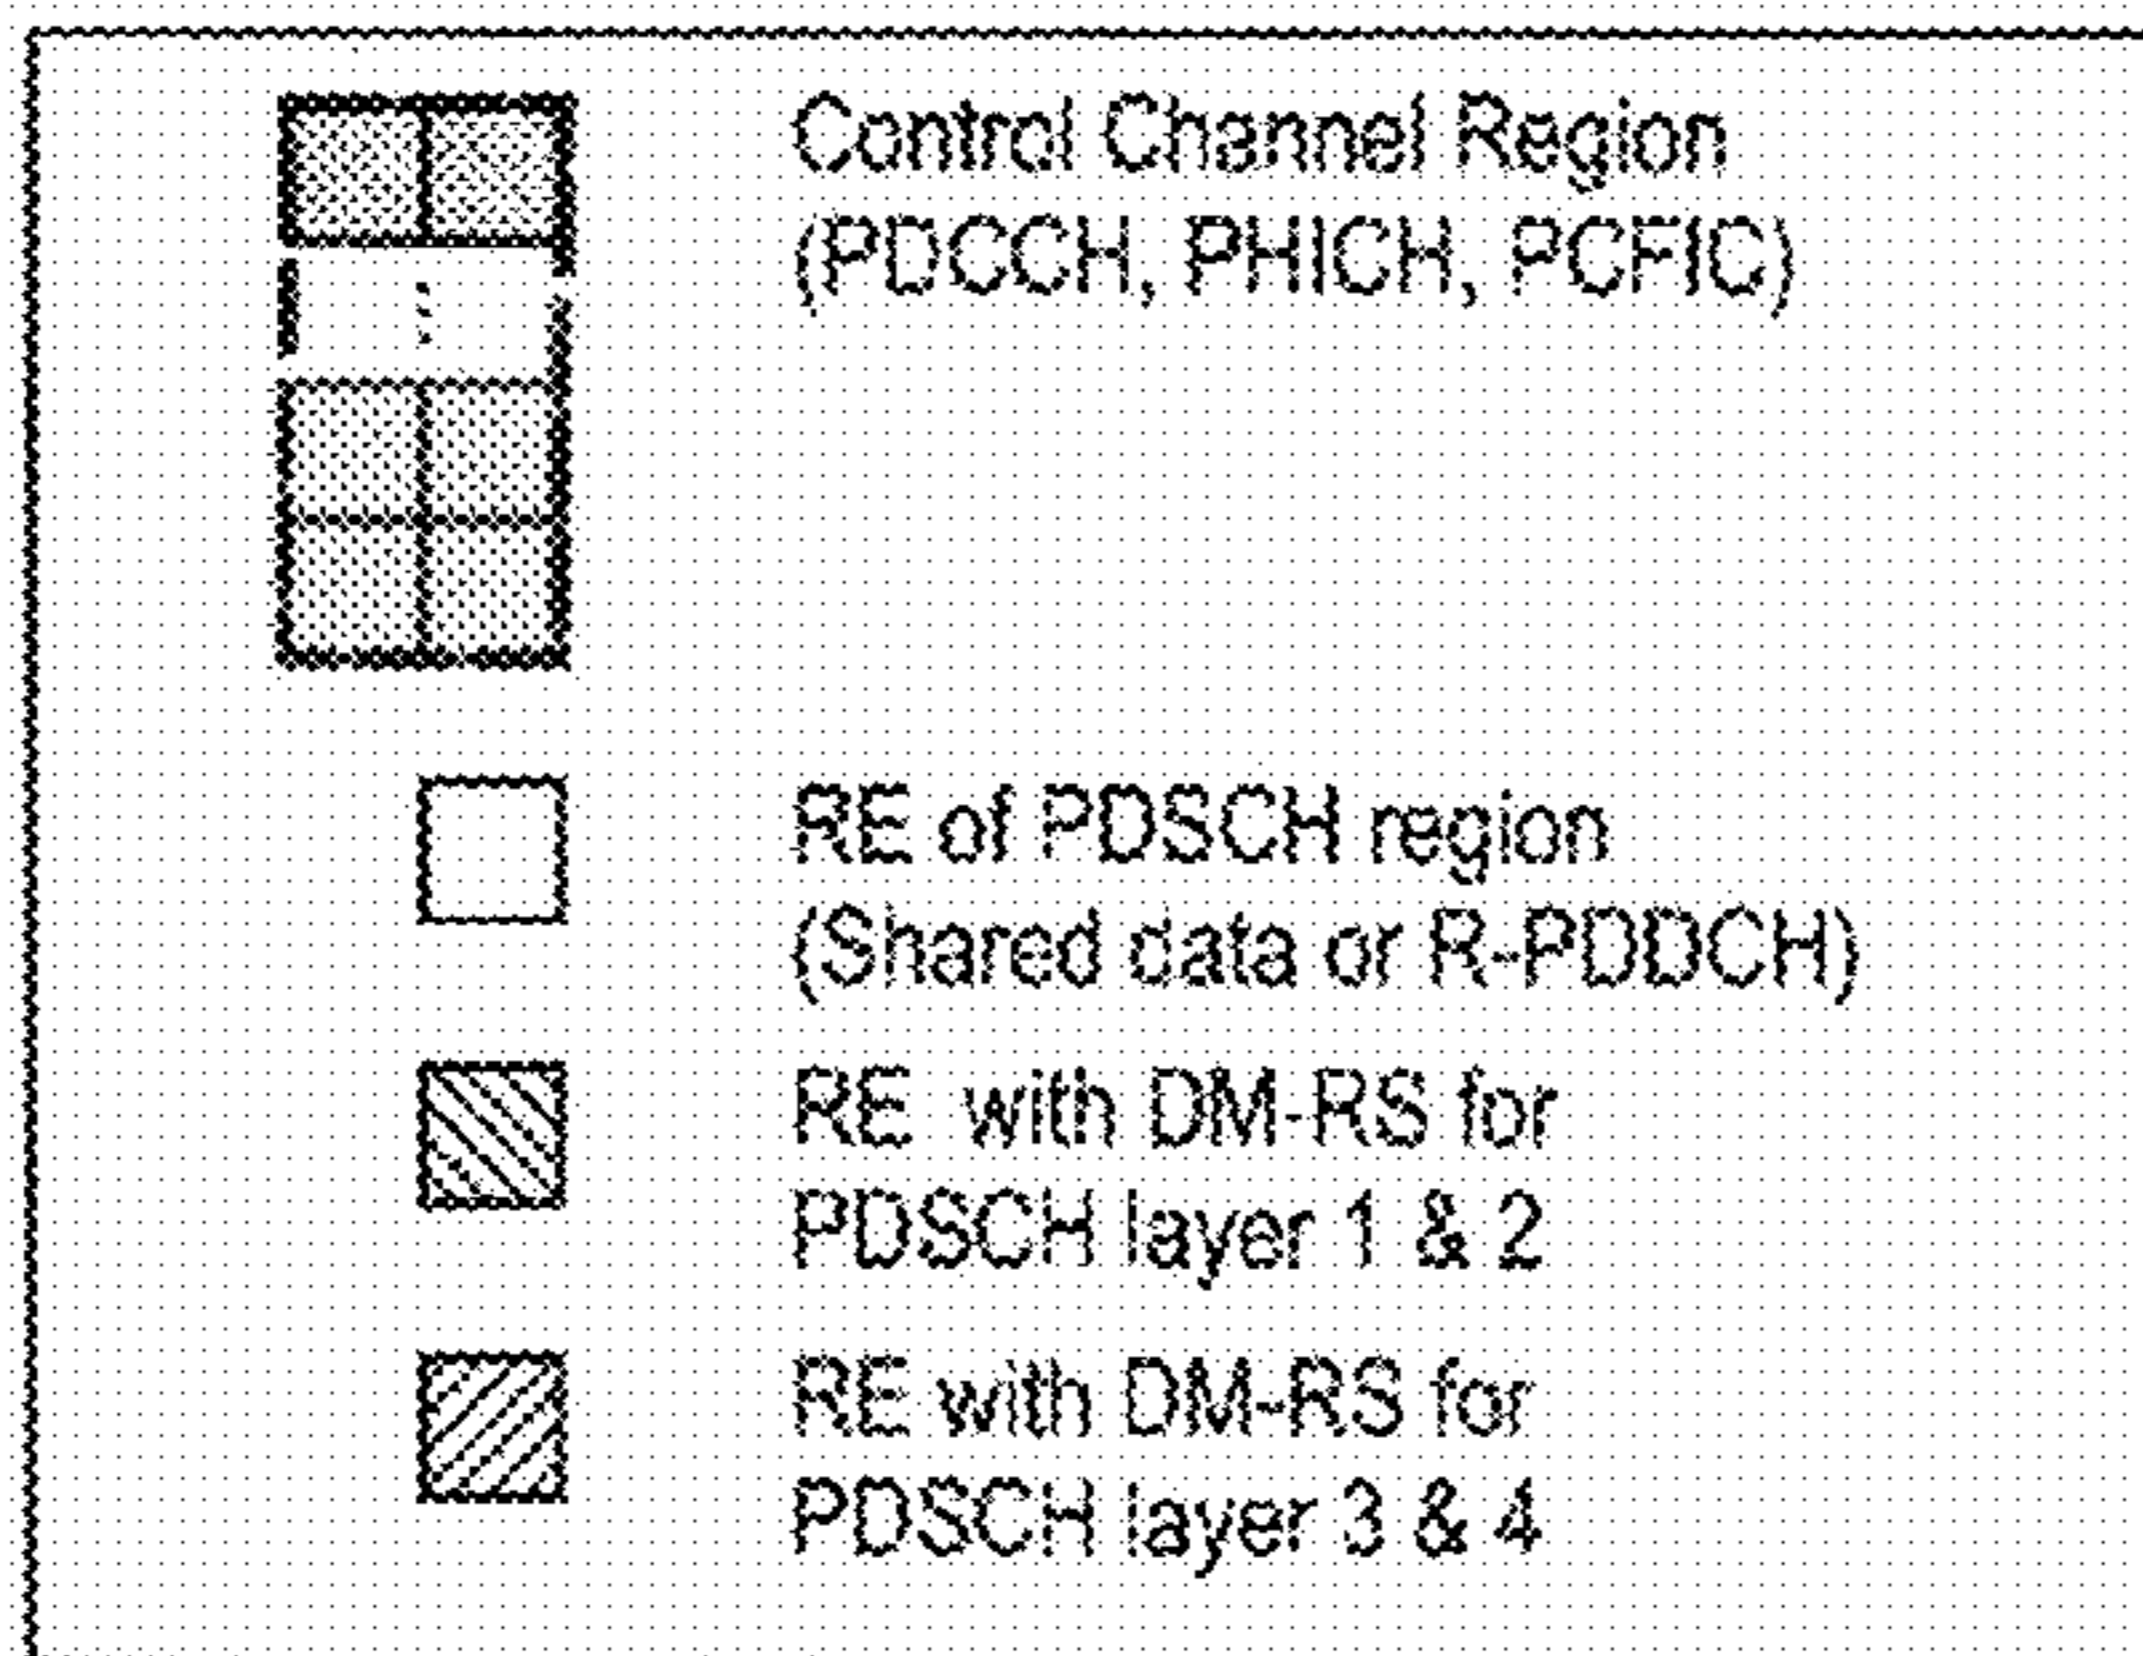 Control Channel Region
(PDCCH, PHICH, PCFIC)
RE of PDSCH region
(Shared data or R-PDDCH)
RE with DM-RS for
PDSCH layer 1 & 2
RE with DM-RS for
PDSCH layer 3 & 4